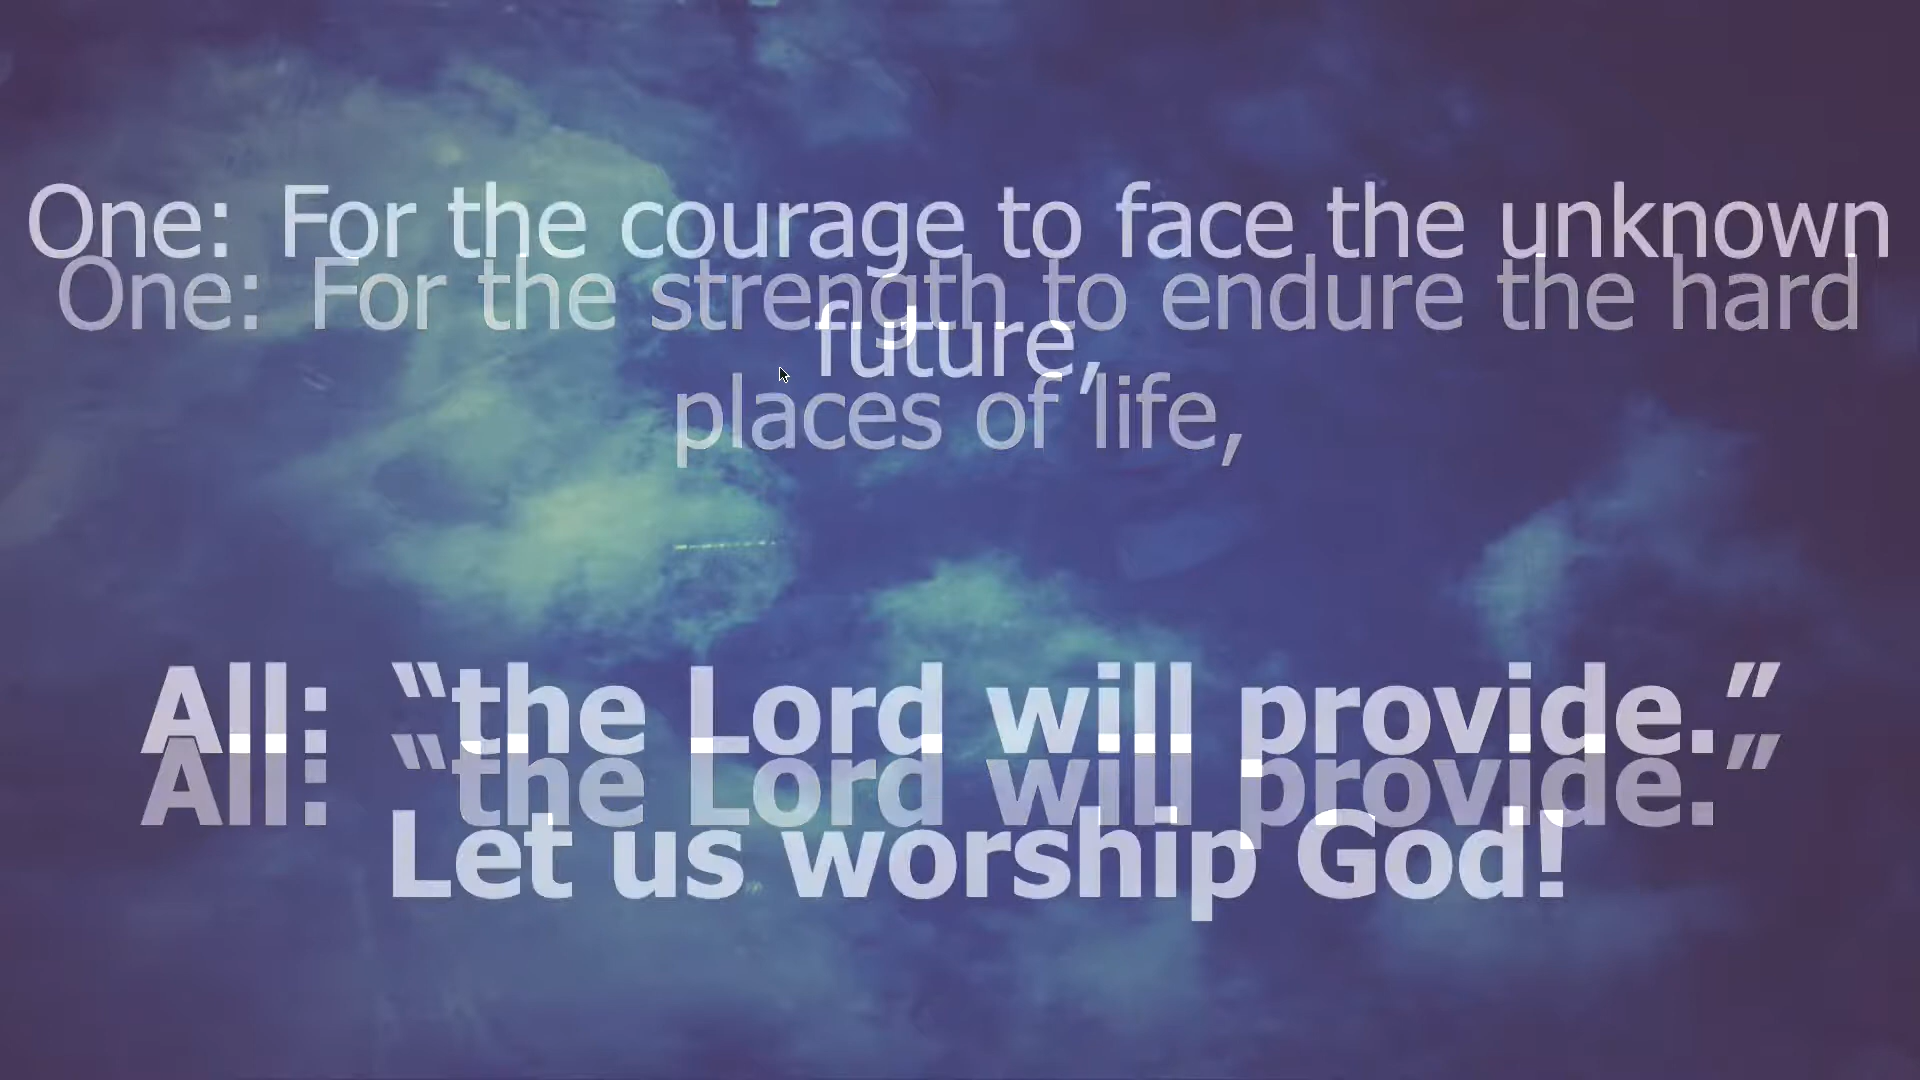 One: For the courage to face the unknown
future,
One: For the strength to endure the hard
places of life,
All: “the Lord will provide.”
Let us worship God!
All: “the Lord will provide.”